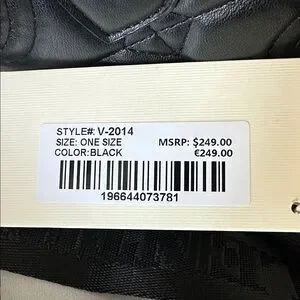 STYLE#: V-2014
SIZE: ONE SIZE MSRP: $249.00
COLOR:BLACK €249.00
196644073781